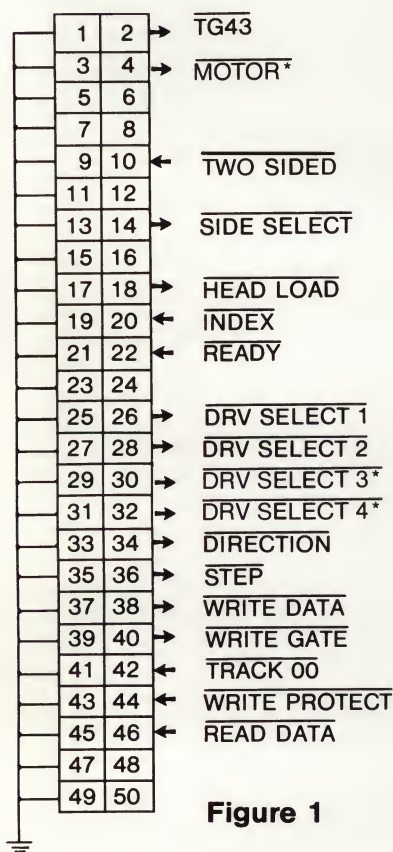 1 2 TG43
3 4 MOTOR*
5 6
7 8
9 10 TWO SIDED
11 12
13 14 SIDE SELECT
15 16
17 18 HEAD LOAD
19 20 INDEX
21 22 READY
23 24
25 26 DRV SELECT 1
27 28 DRV SELECT 2
29 30 DRV SELECT 3*
31 32 DRV SELECT 4*
33 34 DIRECTION
35 36 STEP
37 38 WRITE DATA
39 40 WRITE GATE
41 42 TRACK 00
43 44 WRITE PROTECT
45 46 READ DATA
47 48
49 50
Figure 1